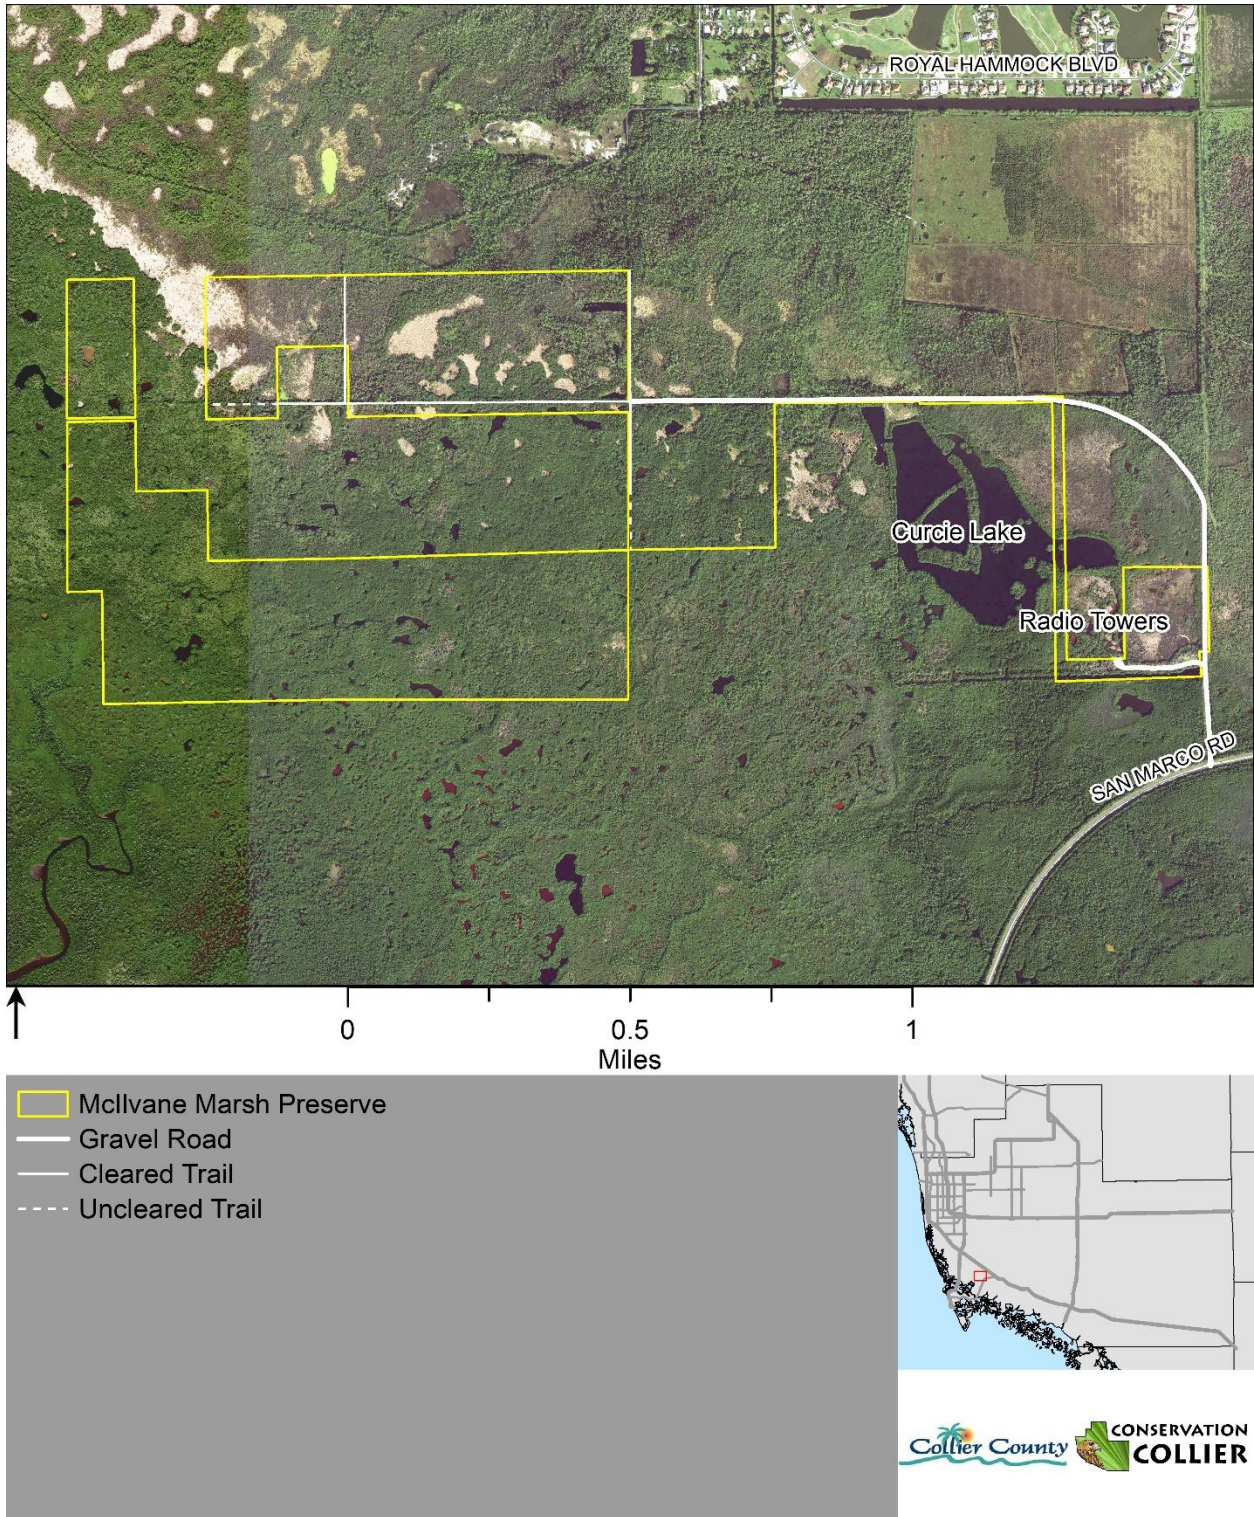 ROYAL HAMMOCK BLVD
Curcie Lake
Radio Towers
SAN MARCO RD
0 0.5 1
Miles
McIlvane Marsh Preserve
Gravel Road
Cleared Trail
Uncleared Trail
Collier County
CONSERVATION
COLLIER